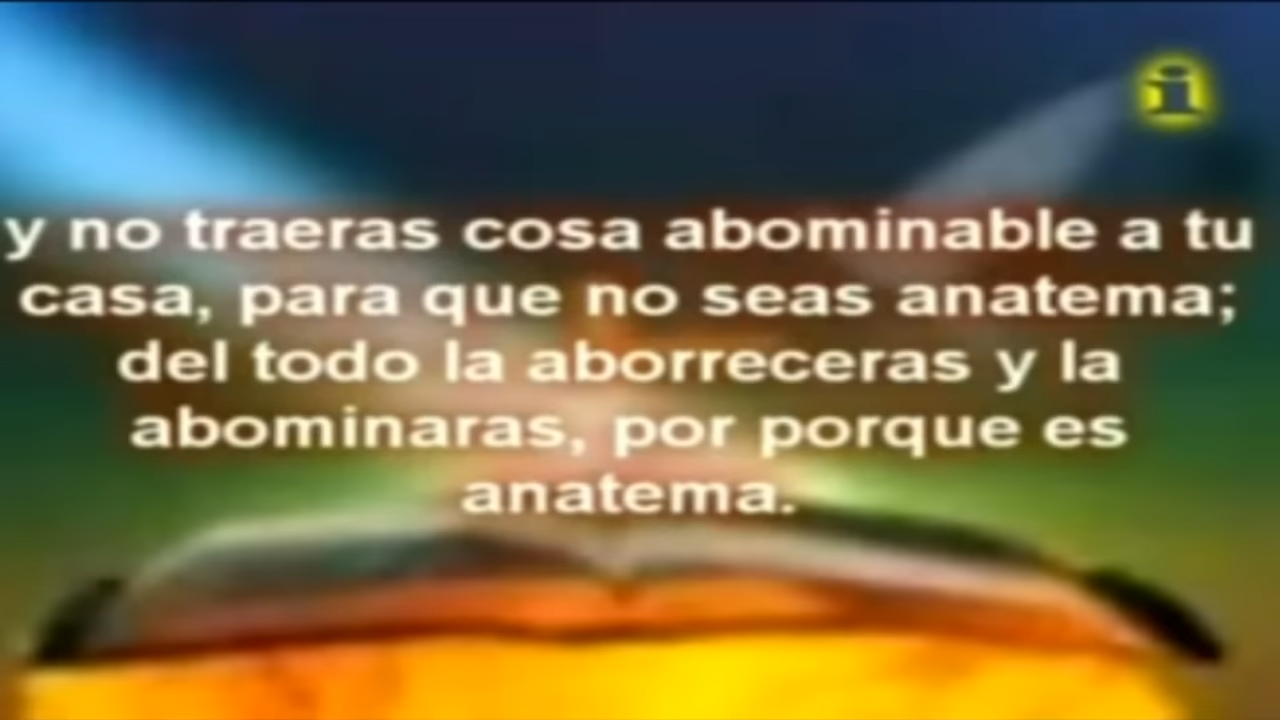 y no traeras cosa abominable a tu
casa, para que no seas anatema;
del todo la aborreceras y la
abominaras, por porque es
anatema.
i